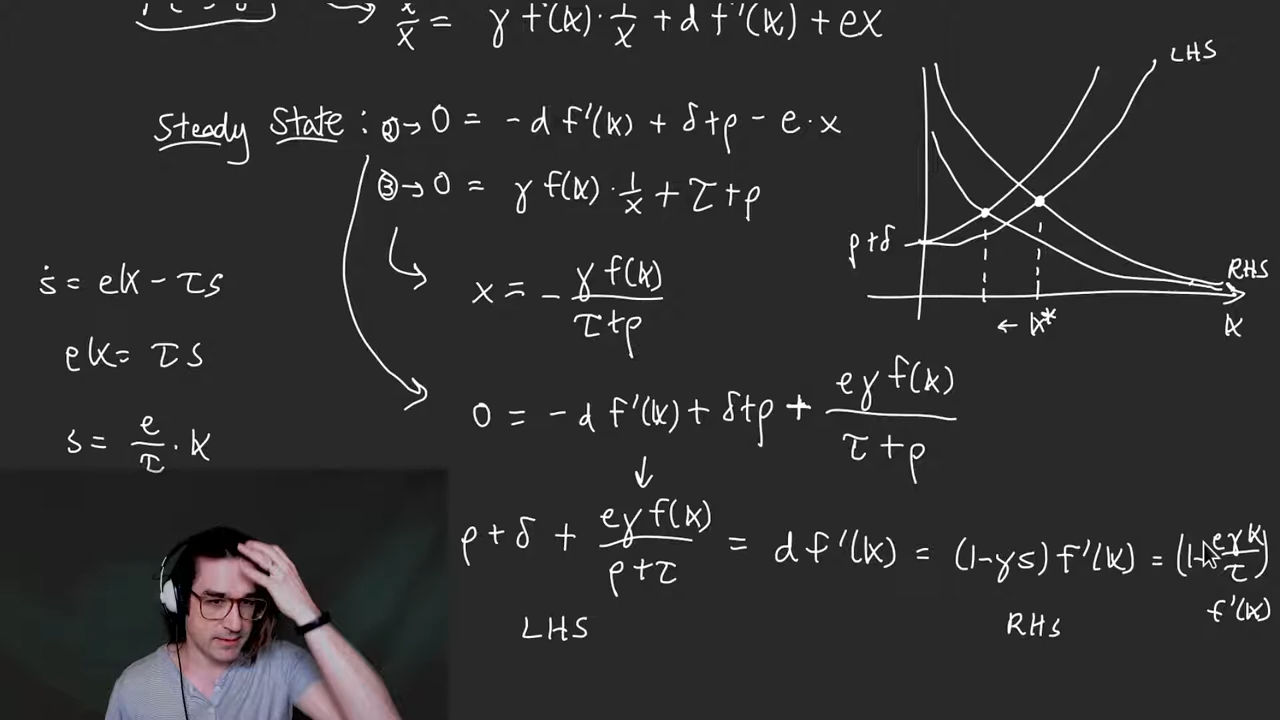 ẋ/x = γ f(k) · 1/x + d f'(k) + ex
Steady State : ② → 0 = - d f'(k) + δ+ρ - e · x
③ → 0 = γ f(k) · 1/x + τ+ρ
x = - γ f(k) / τ+ρ
ṡ = ek - τs
ek = τs
s = e/τ · k
0 = - d f'(k) + δ+ρ + eγ f(k) / τ+ρ
ρ+δ + eγ f(k) / ρ+τ = d f'(k) = (1-γs) f'(k) = (1- eγk/τ) f'(k)
LHS
RHS
LHS
ρ+δ
RHS
← k*
k